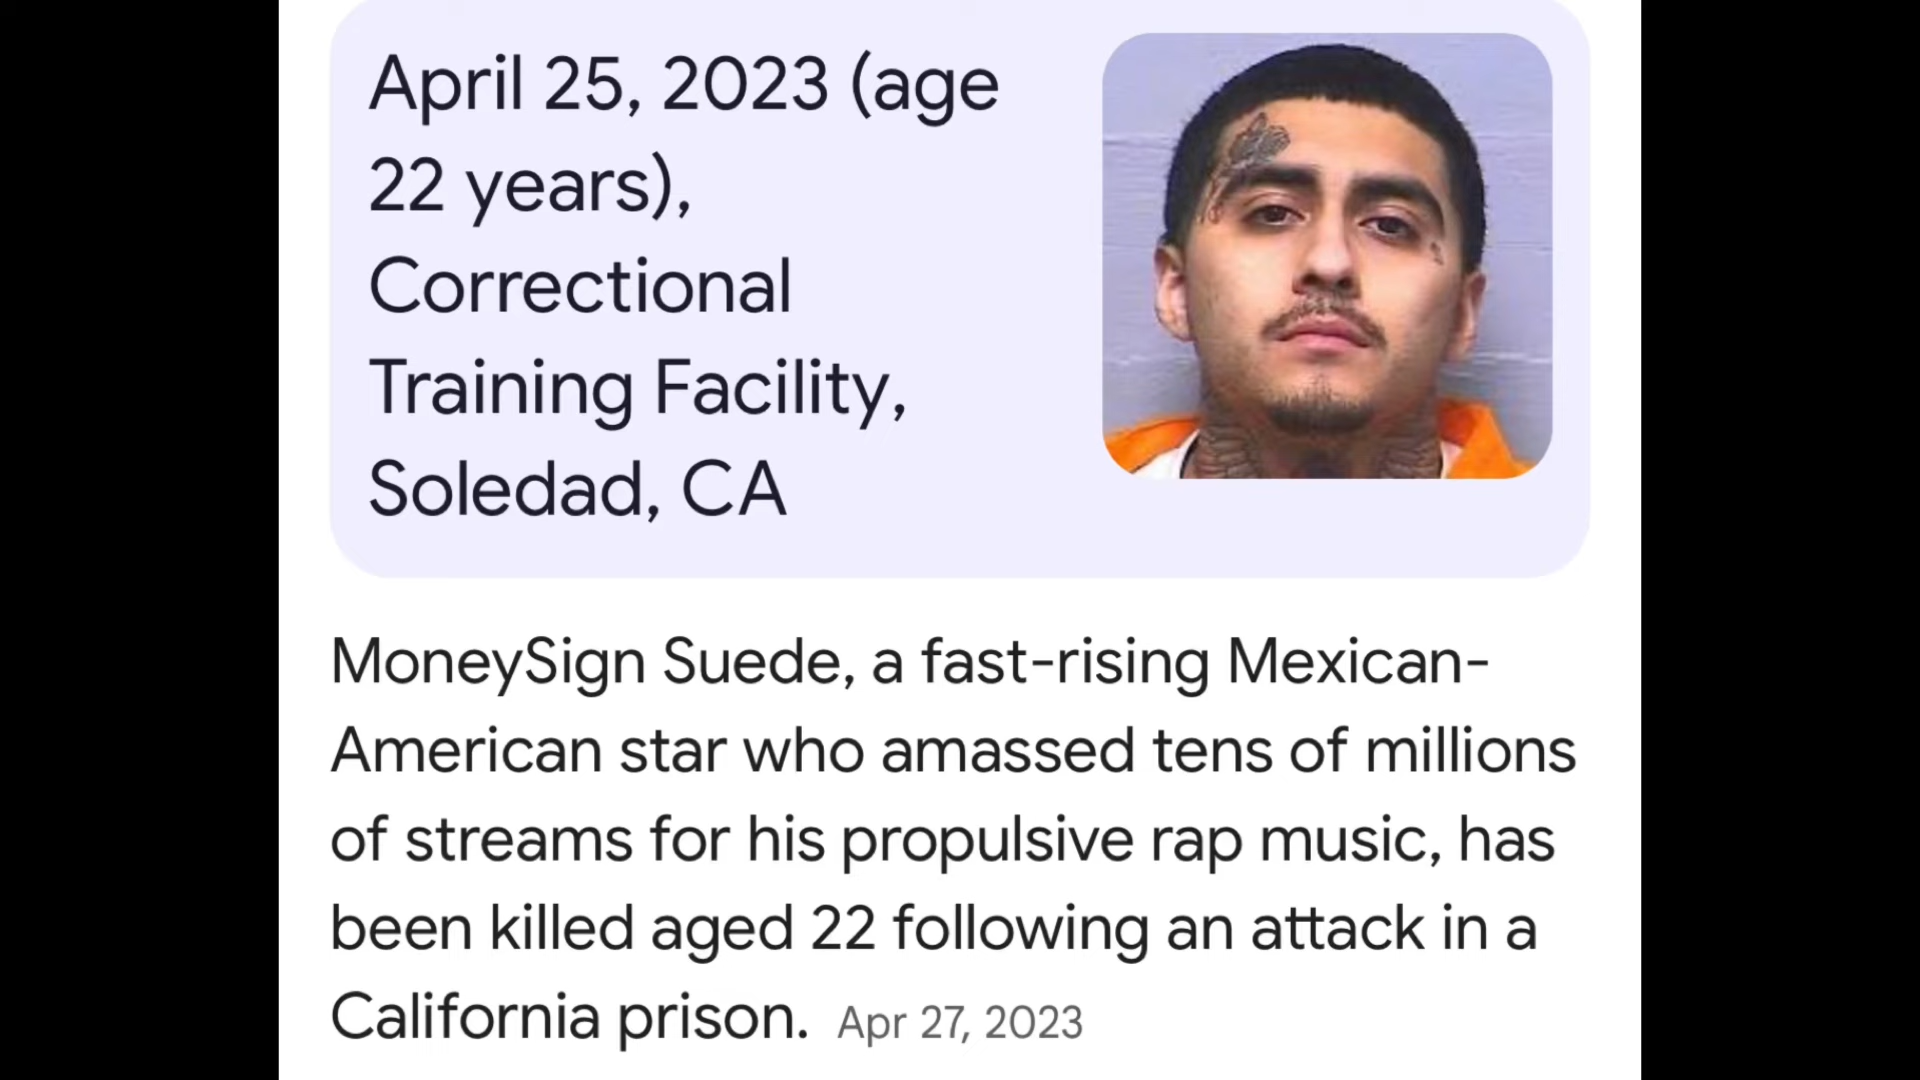 April 25, 2023 (age
22 years),
Correctional
Training Facility,
Soledad, CA
MoneySign Suede, a fast-rising Mexican-
American star who amassed tens of millions
of streams for his propulsive rap music, has
been killed aged 22 following an attack in a
California prison. Apr 27, 2023